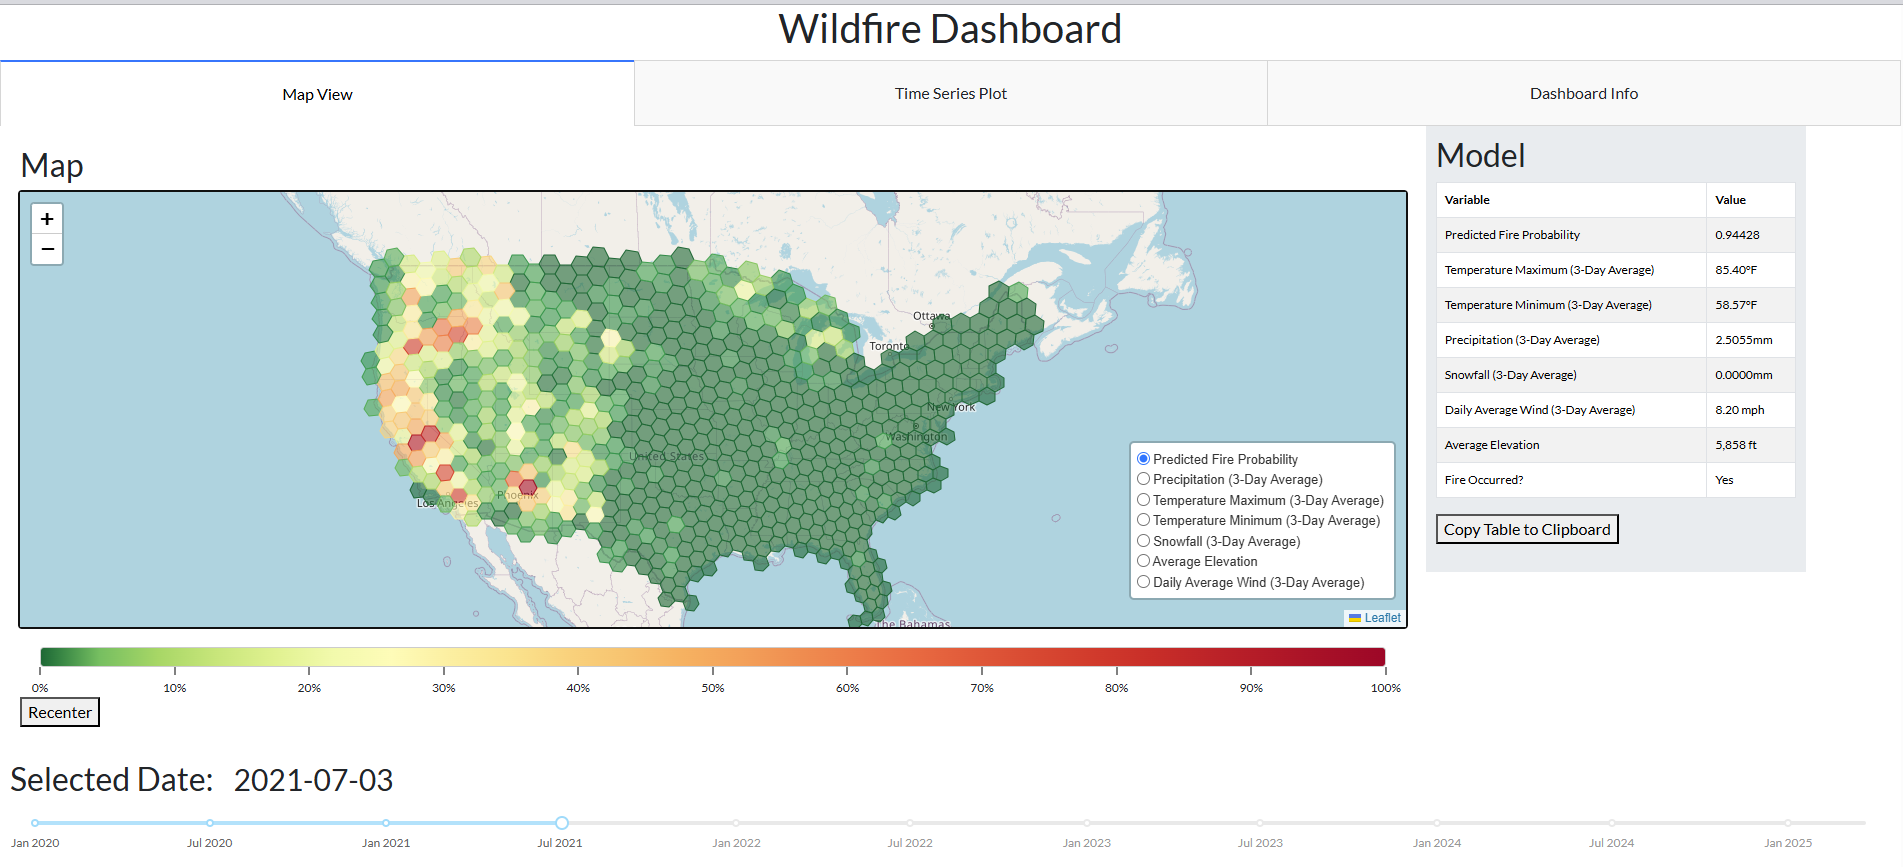 Wildfire Dashboard
Map View
Time Series Plot
Dashboard Info
Map
+
−
Ottawa
Toronto
New York
Washington
United States
Phoenix
Los Angeles
The Bahamas
Predicted Fire Probability
Precipitation (3-Day Average)
Temperature Maximum (3-Day Average)
Temperature Minimum (3-Day Average)
Snowfall (3-Day Average)
Average Elevation
Daily Average Wind (3-Day Average)
Leaflet
0% 10% 20% 30% 40% 50% 60% 70% 80% 90% 100%
Recenter
Model
Variable Value
Predicted Fire Probability 0.94428
Temperature Maximum (3-Day Average) 85.40°F
Temperature Minimum (3-Day Average) 58.57°F
Precipitation (3-Day Average) 2.5055mm
Snowfall (3-Day Average) 0.0000mm
Daily Average Wind (3-Day Average) 8.20 mph
Average Elevation 5,858 ft
Fire Occurred? Yes
Copy Table to Clipboard
Selected Date: 2021-07-03
Jan 2020 Jul 2020 Jan 2021 Jul 2021 Jan 2022 Jul 2022 Jan 2023 Jul 2023 Jan 2024 Jul 2024 Jan 2025